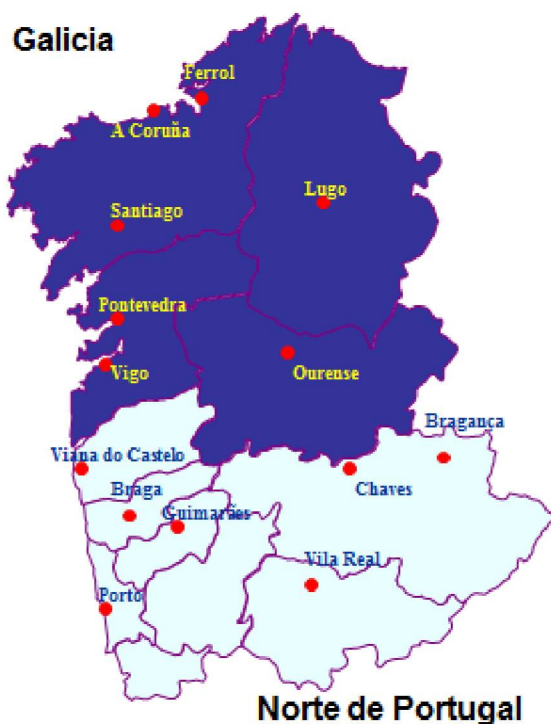 Galicia
Ferrol
A Coruña
Lugo
Santiago
Pontevedra
Vigo
Ourense
Bragança
Viana do Castelo
Chaves
Braga
Guimarães
Vila Real
Porto
Norte de Portugal